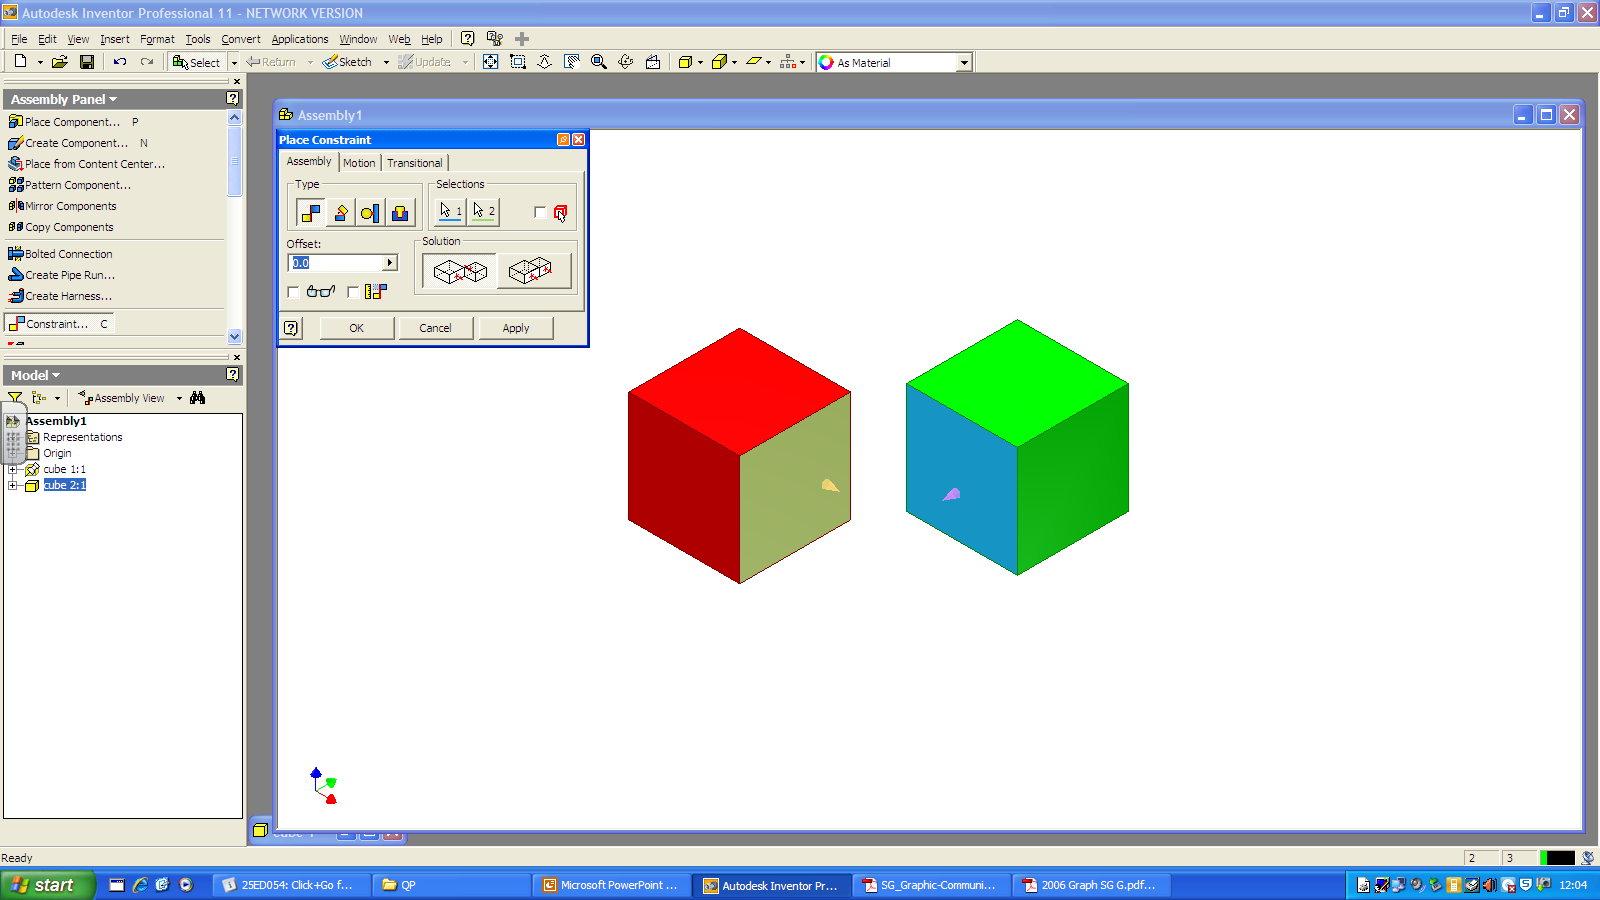 Autodesk Inventor Professional 11 - NETWORK VERSION
File Edit View Insert Format Tools Convert Applications Window Web Help
Select Return Sketch Update As Material
Assembly Panel
Place Component... P
Create Component... N
Place from Content Center...
Pattern Component...
Mirror Components
Copy Components
Bolted Connection
Create Pipe Run...
Create Harness...
Constraint... C
Model
Assembly View
Assembly1
Representations
Origin
cube 1:1
cube 2:1
Assembly1
Place Constraint
Assembly Motion Transitional
Type Selections
1 2
Offset: Solution
0.0
OK Cancel Apply
Ready 2 3
start 25ED054: Click+Go f... QP Microsoft PowerPoint ... Autodesk Inventor Pr... SG_Graphic-Communi... 2006 Graph SG G.pdf... 12:04